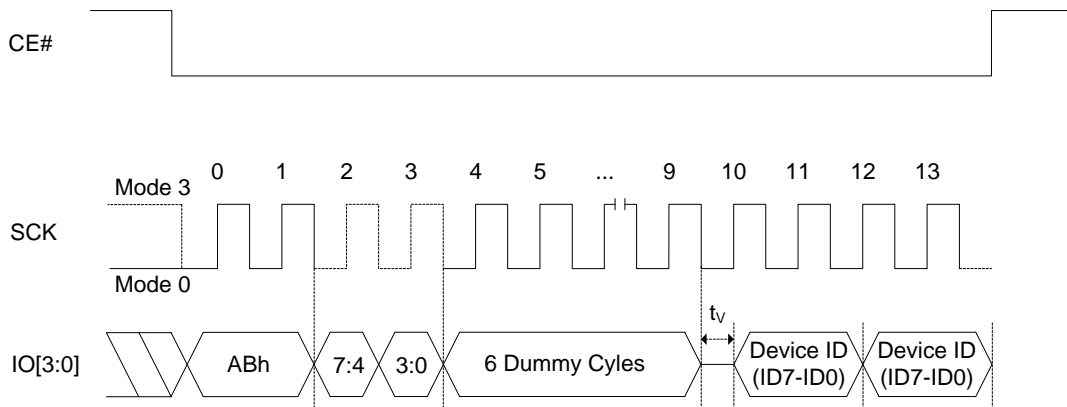 CE#
0 1 2 3 4 5 ... 9 10 11 12 13
Mode 3
SCK
Mode 0
tV
IO[3:0]
ABh
7:4
3:0
6 Dummy Cyles
Device ID
(ID7-ID0)
Device ID
(ID7-ID0)